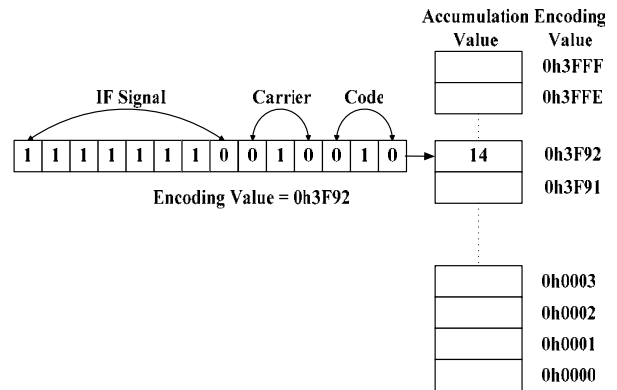 Accumulation Encoding
Value Value
0h3FFF
IF Signal Carrier Code
0h3FFE
1 1 1 1 1 1 1 0 0 1 0 0 1 0 14 0h3F92
Encoding Value = 0h3F92
0h3F91
0h0003
0h0002
0h0001
0h0000